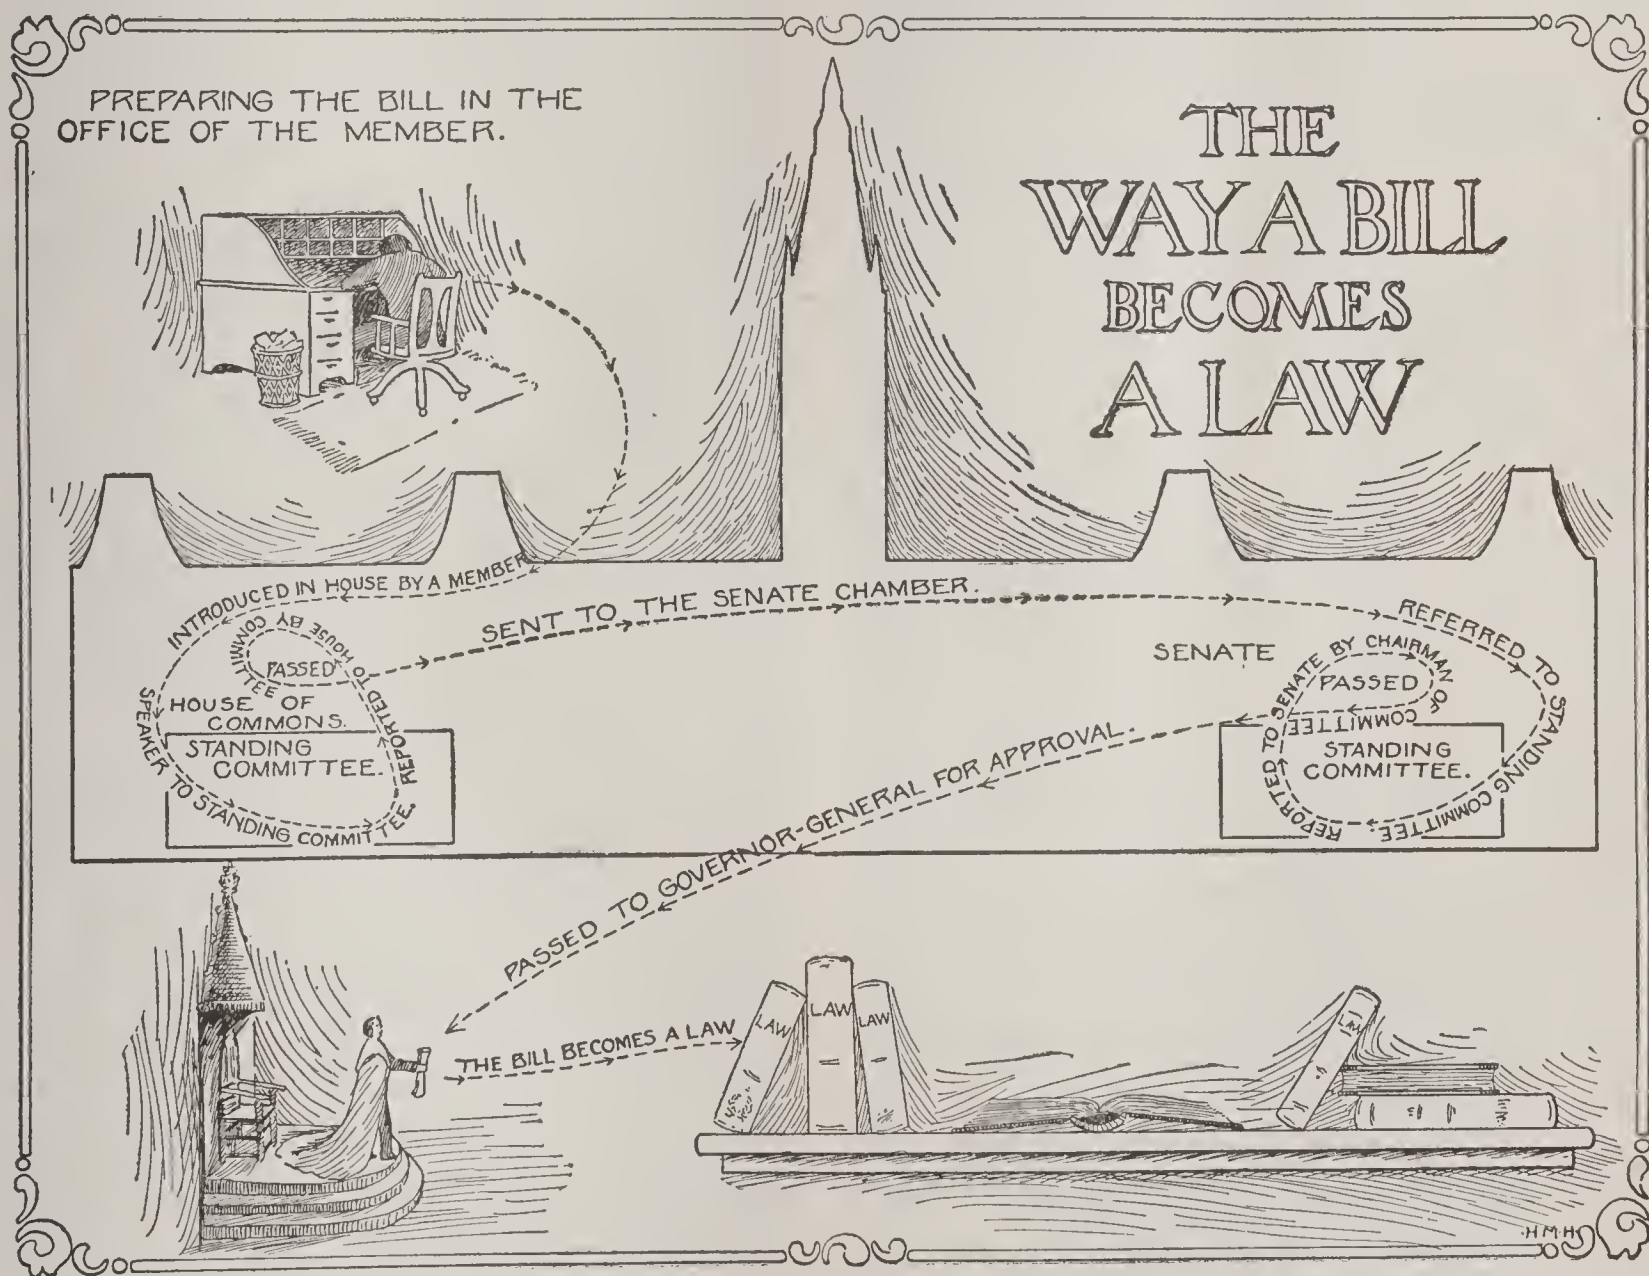 PREPARING THE BILL IN THE
OFFICE OF THE MEMBER.
THE
WAY A BILL
BECOMES
A LAW
INTRODUCED IN HOUSE BY A MEMBER
SPEAKER TO STANDING COMMITTEE.
REPORTED TO HOUSE BY COMMITTEE
PASSED
HOUSE OF
COMMONS.
STANDING
COMMITTEE.
SENT TO THE SENATE CHAMBER.
REFERRED TO STANDING COMMITTEE.
REPORTED TO SENATE BY CHAIRMAN OF COMMITTEE
SENATE
PASSED
STANDING
COMMITTEE.
PASSED TO GOVERNOR-GENERAL FOR APPROVAL.
THE BILL BECOMES A LAW
LAW
LAW
LAW
LAW
·H·M·H·